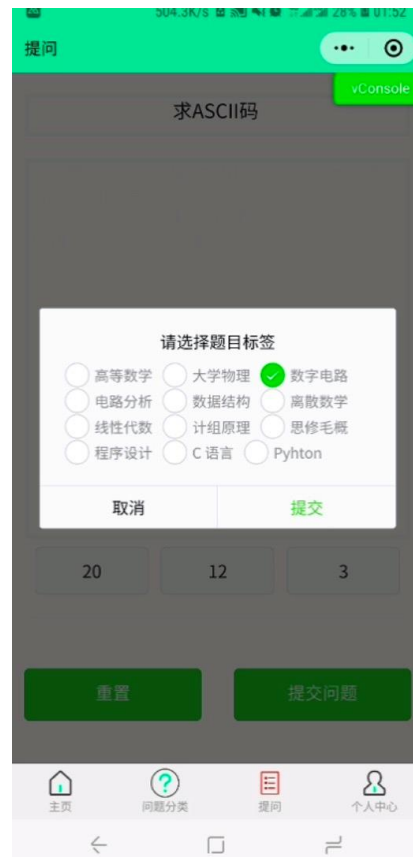 504.3K/s 28% 01:52
提问
vConsole
求ASCII码
请选择题目标签
高等数学 大学物理 数字电路
电路分析 数据结构 离散数学
线性代数 计组原理 思修毛概
程序设计 C 语言 Pyhton
取消 提交
20 12 3
重置 提交问题
主页 问题分类 提问 个人中心